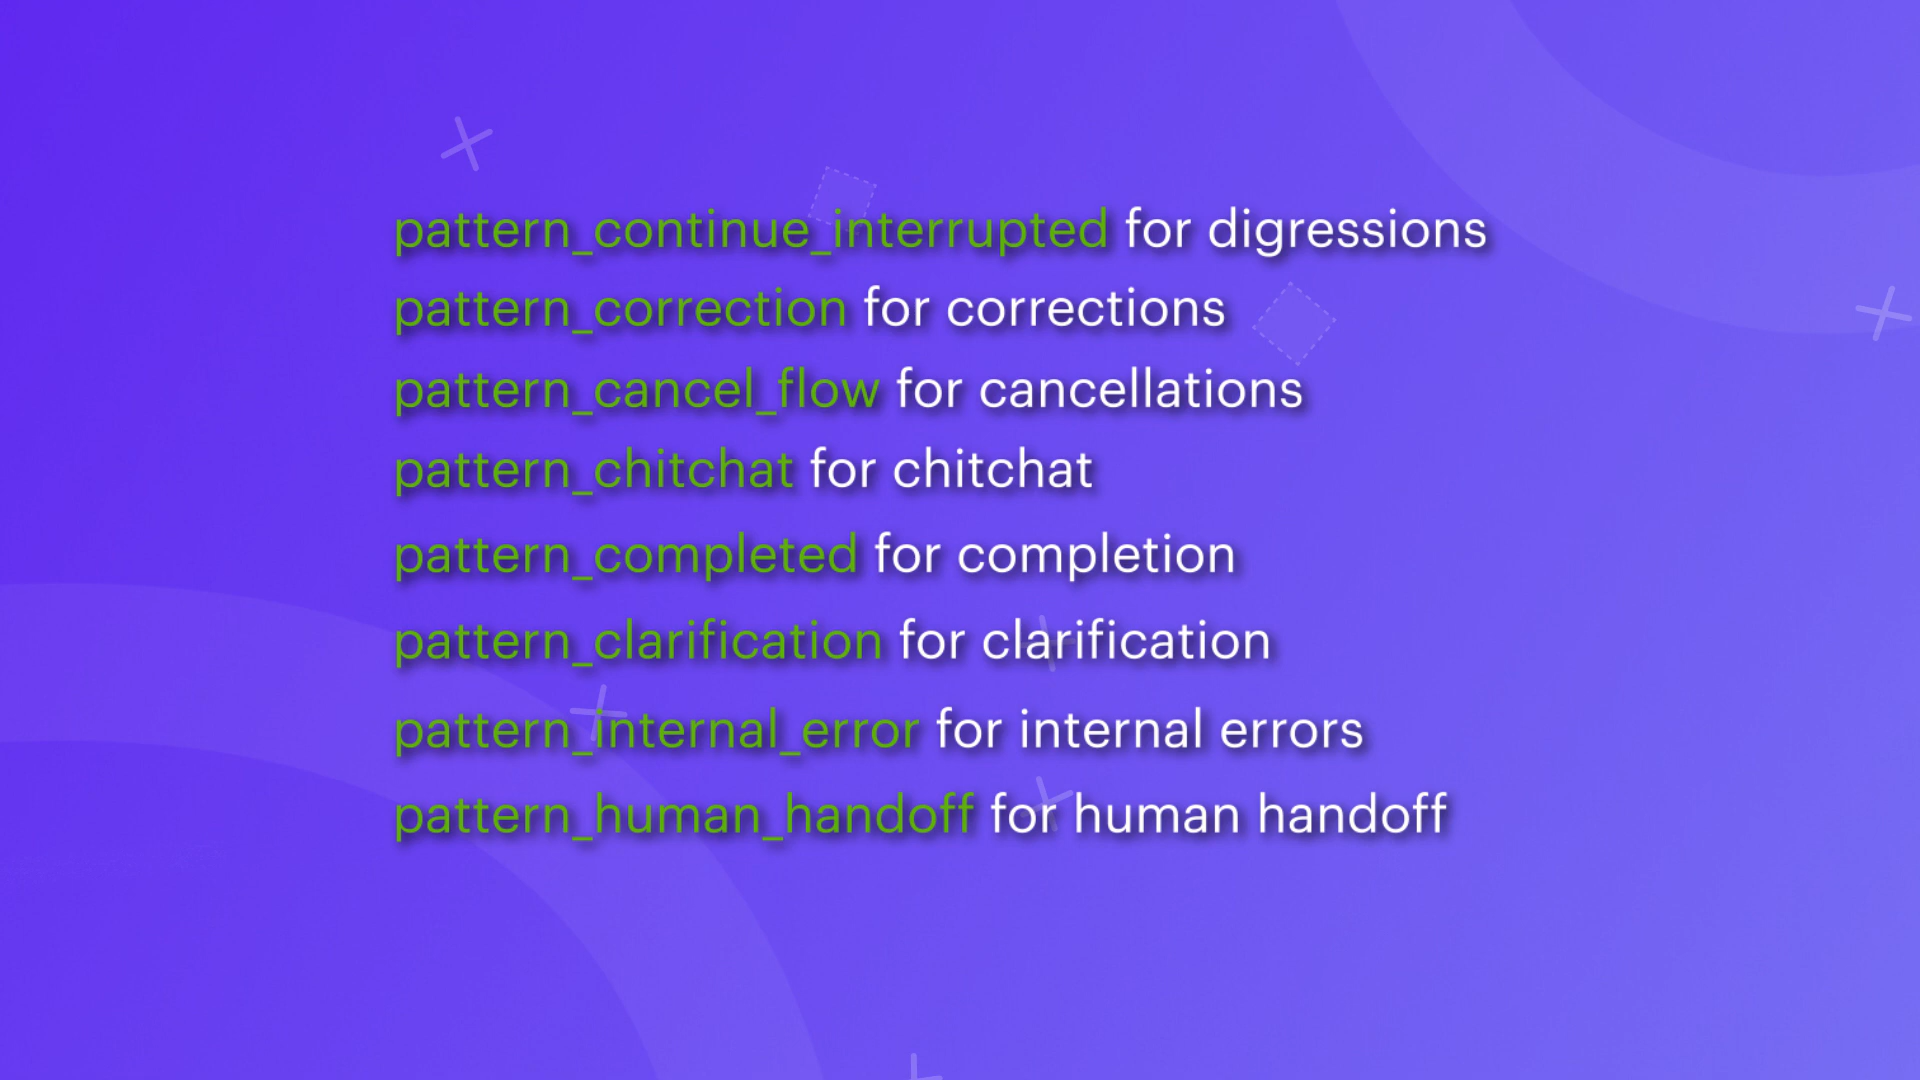 pattern_continue_interrupted for digressions
pattern_correction for corrections
pattern_cancel_flow for cancellations
pattern_chitchat for chitchat
pattern_completed for completion
pattern_clarification for clarification
pattern_internal_error for internal errors
pattern_human_handoff for human handoff